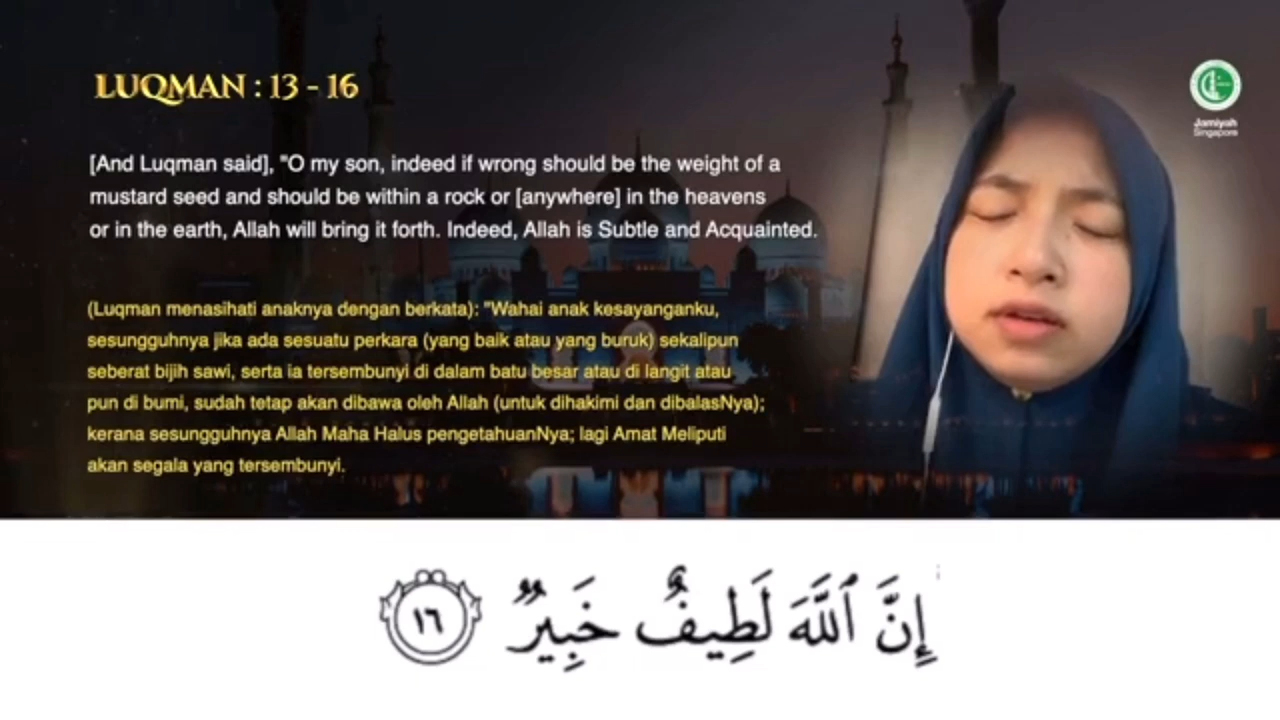 LUQMAN : 13 - 16
Jamiyah
Singapore
[And Luqman said], "O my son, indeed if wrong should be the weight of a
mustard seed and should be within a rock or [anywhere] in the heavens
or in the earth, Allah will bring it forth. Indeed, Allah is Subtle and Acquainted.
(Luqman menasihati anaknya dengan berkata): "Wahai anak kesayanganku,
sesungguhnya jika ada sesuatu perkara (yang baik atau yang buruk) sekalipun
seberat bijih sawi, serta ia tersembunyi di dalam batu besar atau di langit atau
pun di bumi, sudah tetap akan dibawa oleh Allah (untuk dihakimi dan dibalasNya);
kerana sesungguhnya Allah Maha Halus pengetahuanNya; lagi Amat Meliputi
akan segala yang tersembunyi.
إِنَّ ٱللَّهَ لَطِيفٌ خَبِيرٌ ١٦